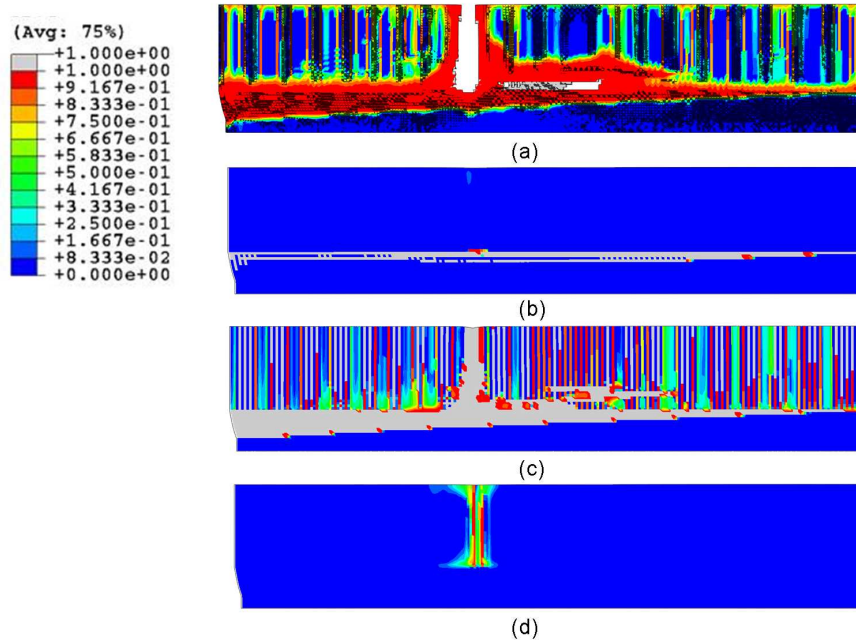 (Avg: 75%)
+1.000e+00
+1.000e+00
+9.167e-01
+8.333e-01
+7.500e-01
+6.667e-01
+5.833e-01
+5.000e-01
+4.167e-01
+3.333e-01
+2.500e-01
+1.667e-01
+8.333e-02
+0.000e+00
(a)
(b)
(c)
(d)